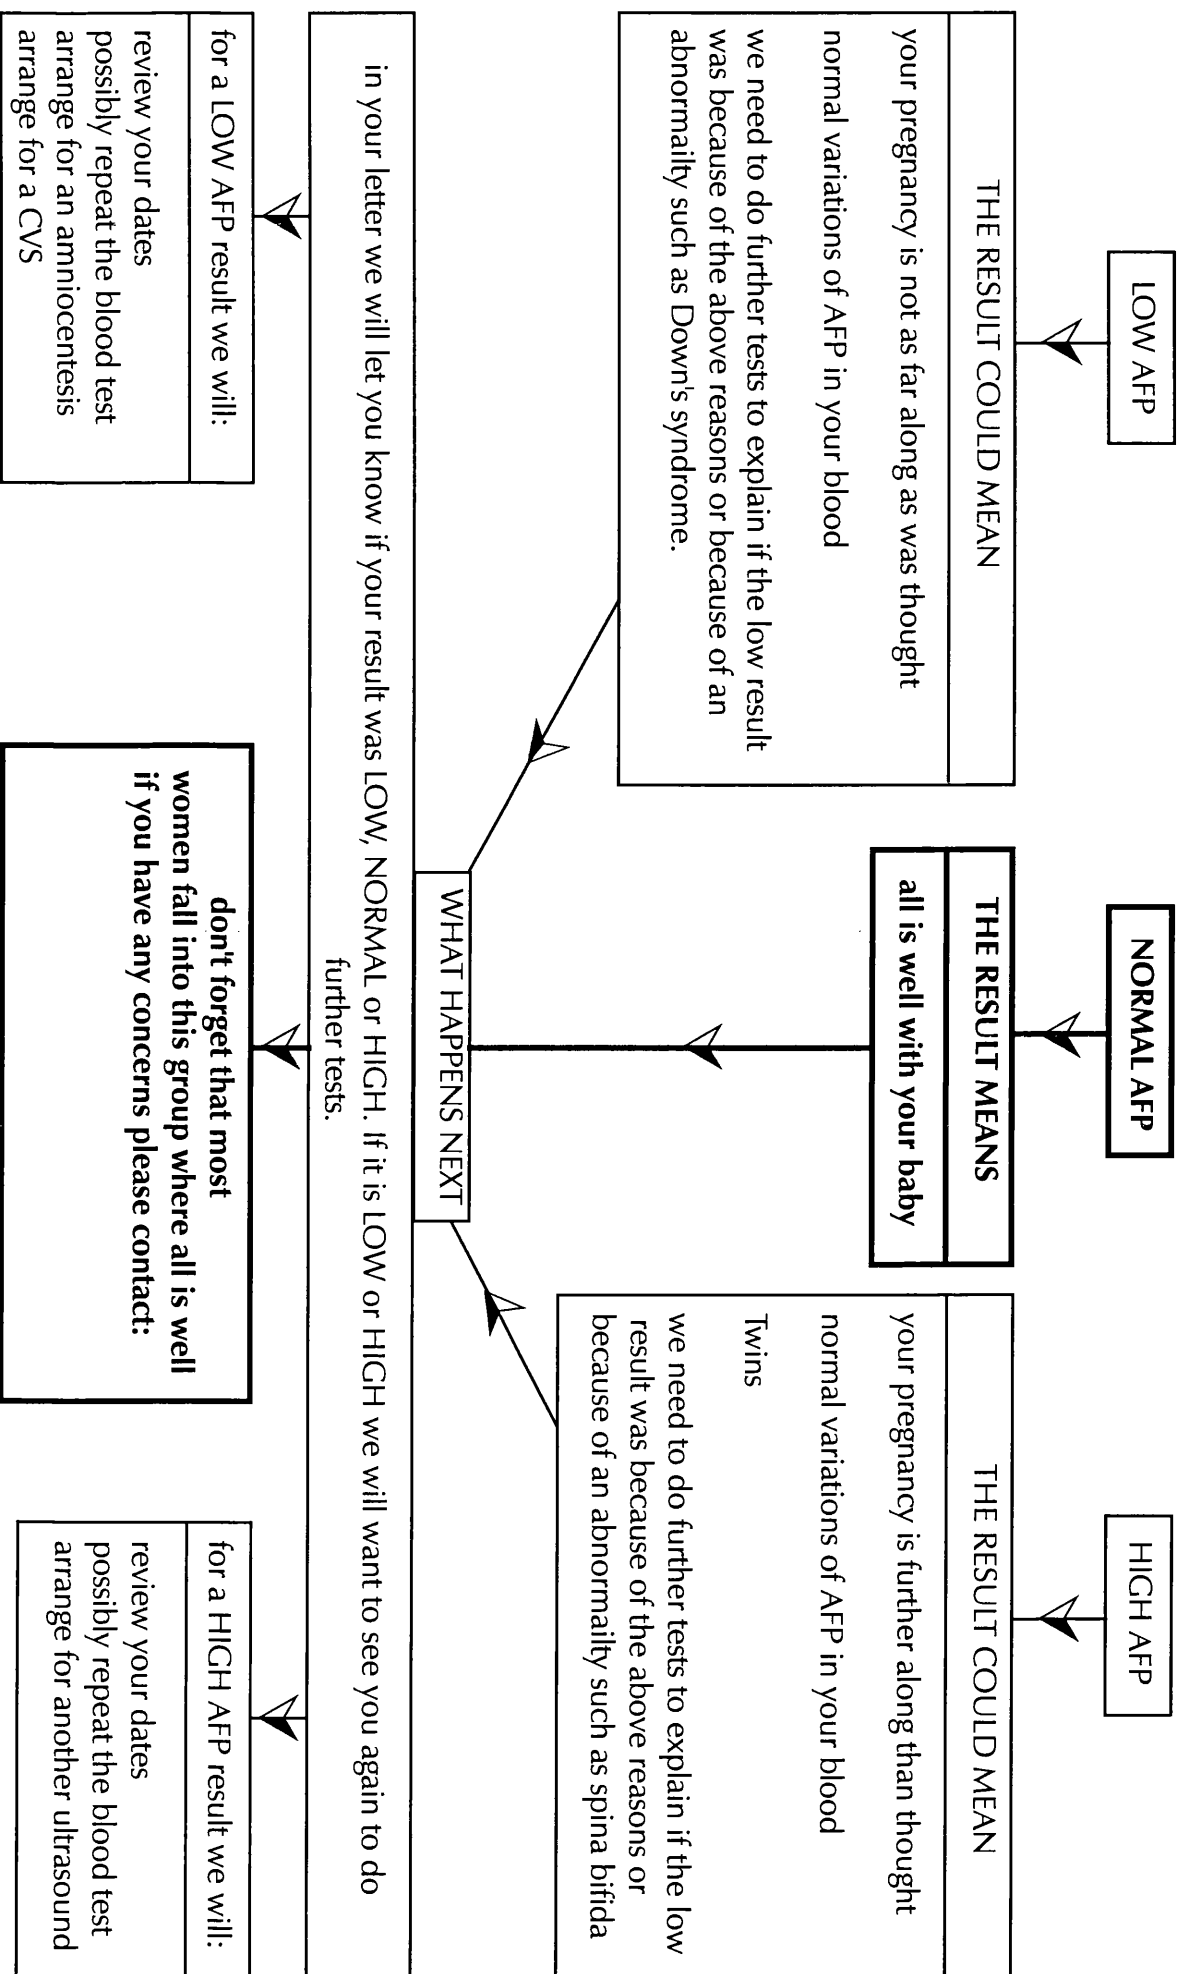 LOW AFP
THE RESULT COULD MEAN
your pregnancy is not as far along as was thought
normal variations of AFP in your blood
we need to do further tests to explain if the low result
was because of the above reasons or because of an
abnormailty such as Down's syndrome.
NORMAL AFP
THE RESULT MEANS
all is well with your baby
HIGH AFP
THE RESULT COULD MEAN
your pregnancy is further along than thought
normal variations of AFP in your blood
Twins
we need to do further tests to explain if the low
result was because of the above reasons or
because of an abnormailty such as spina bifida
WHAT HAPPENS NEXT
in your letter we will let you know if your result was LOW, NORMAL or HIGH. If it is LOW or HIGH we will want to see you again to do
further tests.
for a LOW AFP result we will:
review your dates
possibly repeat the blood test
arrange for an amniocentesis
arrange for a CVS
don't forget that most
women fall into this group where all is well
if you have any concerns please contact:
for a HIGH AFP result we will:
review your dates
possibly repeat the blood test
arrange for another ultrasound